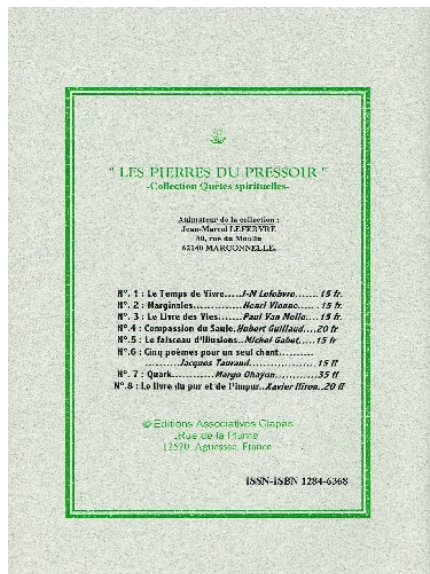 " LES PIERRES DU PRESSOIR "
-Collection Quêtes spirituelles-
Animateur de la collection :
Jean-Marcel LEFEBVRE
50, rue du Moulin
62140 MARCONNELLE.
N°. 1 : Le Temps de Vivre.....J-M Lefebvre....... 15 fr.
N°. 2 : Marginales............... Henri Vienne..... 15 fr.
N°. 3 : Le Livre des Vies.......Paul Van Melle.... 15 fr.
N°.4 : Compassion du Saule. Robert Guillaud....20 fr
N°.5 : Le faisceau d'illusions.. Michel Gabet.....15 fr
N°.6 : Cinq poèmes pour un seul chant..........
..........Jacques Taurand................... 15 ff
N°. 7 : Quark.............Margo Ohayon............35 ff
N°.8 : Le livre du pur et de l'impur..Xavier Hiron..20 ff
© Editions Associatives Clapas
Rue de la Plume
12520 Aguessac, France
ISSN-ISBN 1284-6368